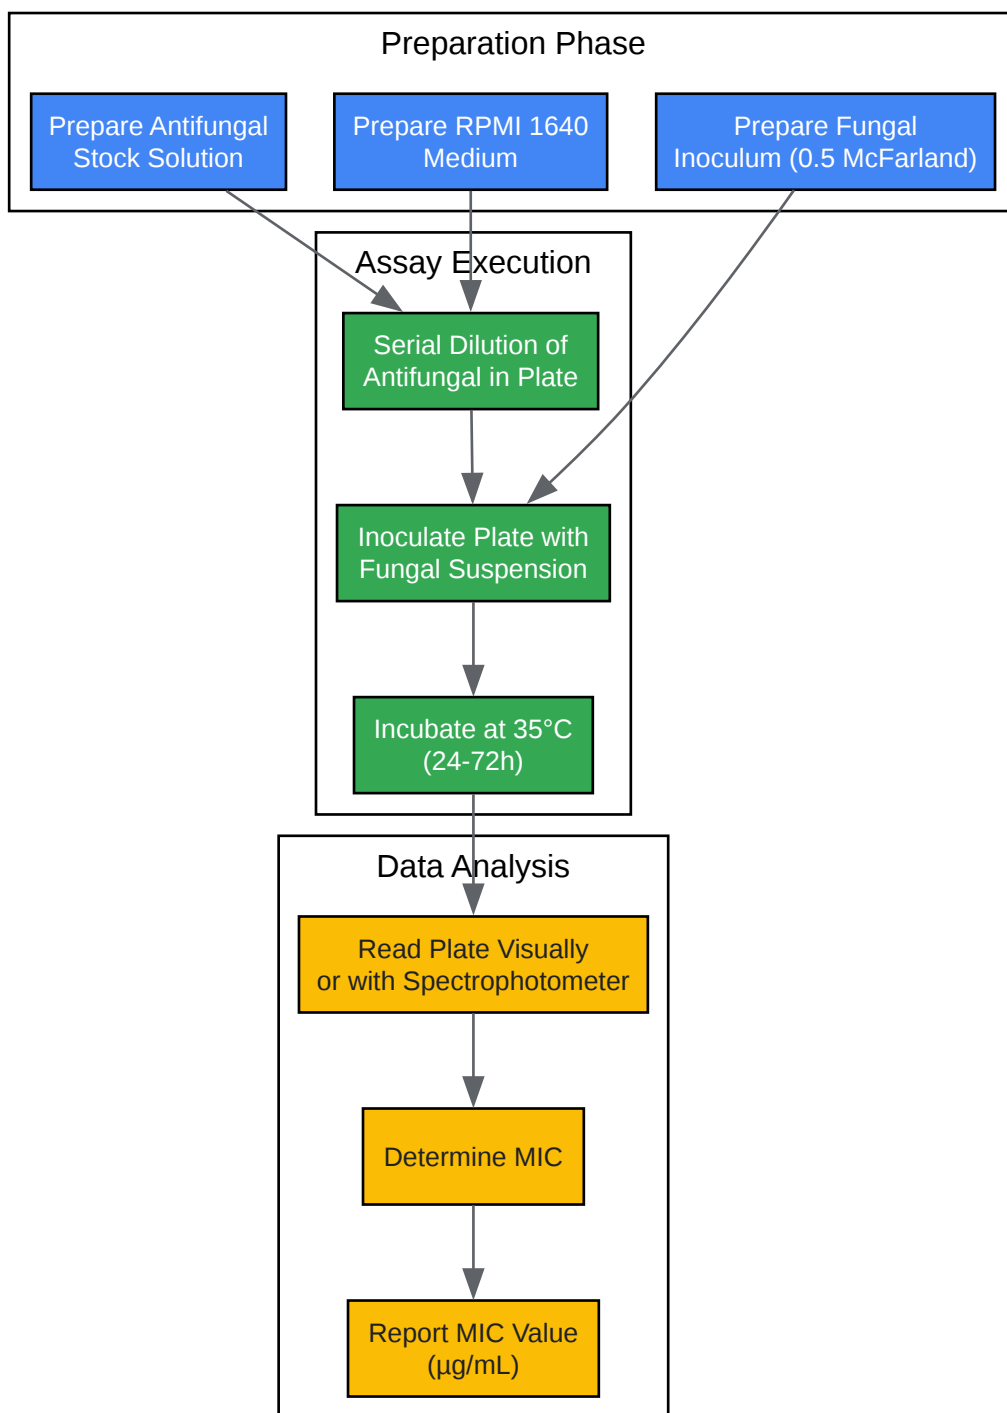 Preparation Phase
Prepare Antifungal
Stock Solution
Prepare RPMI 1640
Medium
Prepare Fungal
Inoculum (0.5 McFarland)
Assay Execution
Serial Dilution of
Antifungal in Plate
Inoculate Plate with
Fungal Suspension
Incubate at 35°C
(24-72h)
Data Analysis
Read Plate Visually
or with Spectrophotometer
Determine MIC
Report MIC Value
(µg/mL)